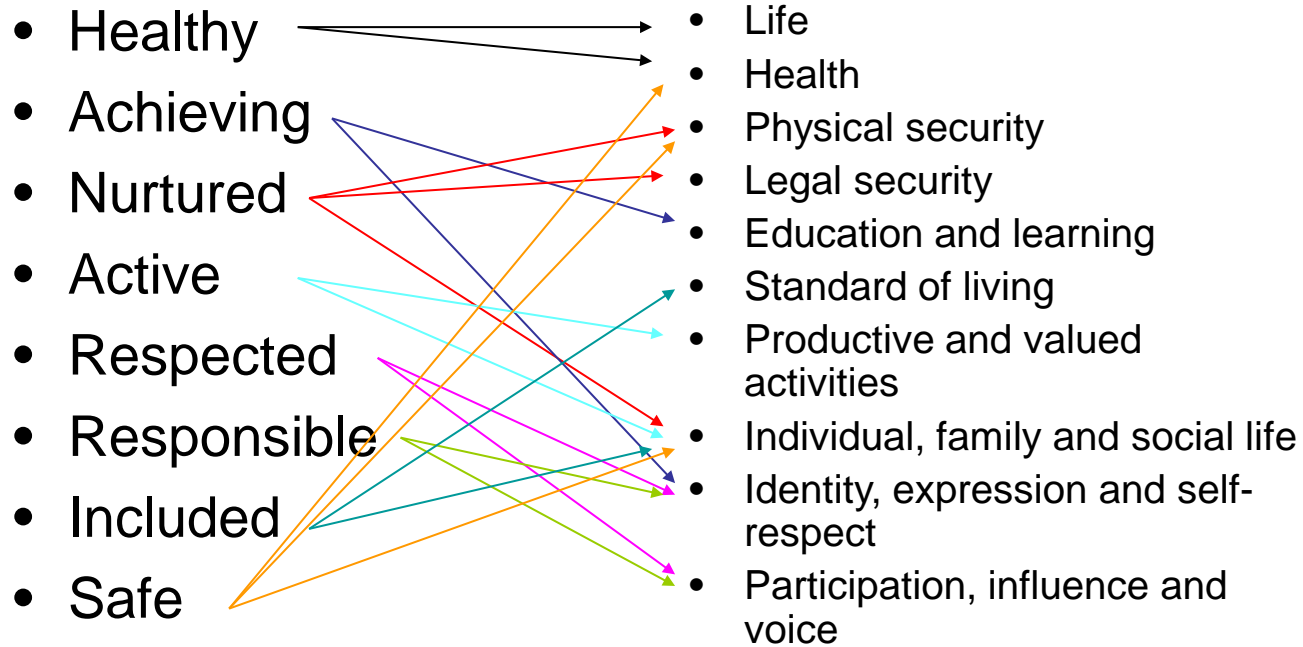 • Healthy
• Achieving
• Nurtured
• Active
• Respected
• Responsible
• Included
• Safe
• Life
• Health
• Physical security
• Legal security
• Education and learning
• Standard of living
• Productive and valued
activities
• Individual, family and social life
• Identity, expression and self-
respect
• Participation, influence and
voice